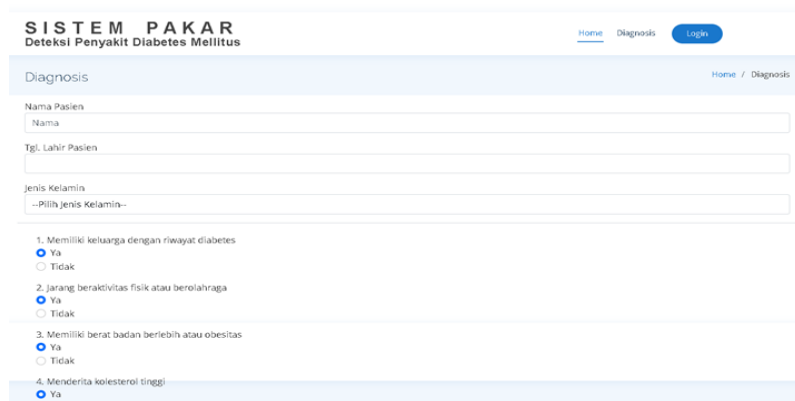 SISTEM PAKAR
Deteksi Penyakit Diabetes Mellitus
Home Diagnosis Login
Diagnosis
Home / Diagnosis
Nama Pasien
Nama
Tgl. Lahir Pasien
Jenis Kelamin
--Pilih Jenis Kelamin--
1. Memiliki keluarga dengan riwayat diabetes
Ya
Tidak
2. Jarang beraktivitas fisik atau berolahraga
Ya
Tidak
3. Memiliki berat badan berlebih atau obesitas
Ya
Tidak
4. Menderita kolesterol tinggi
Ya